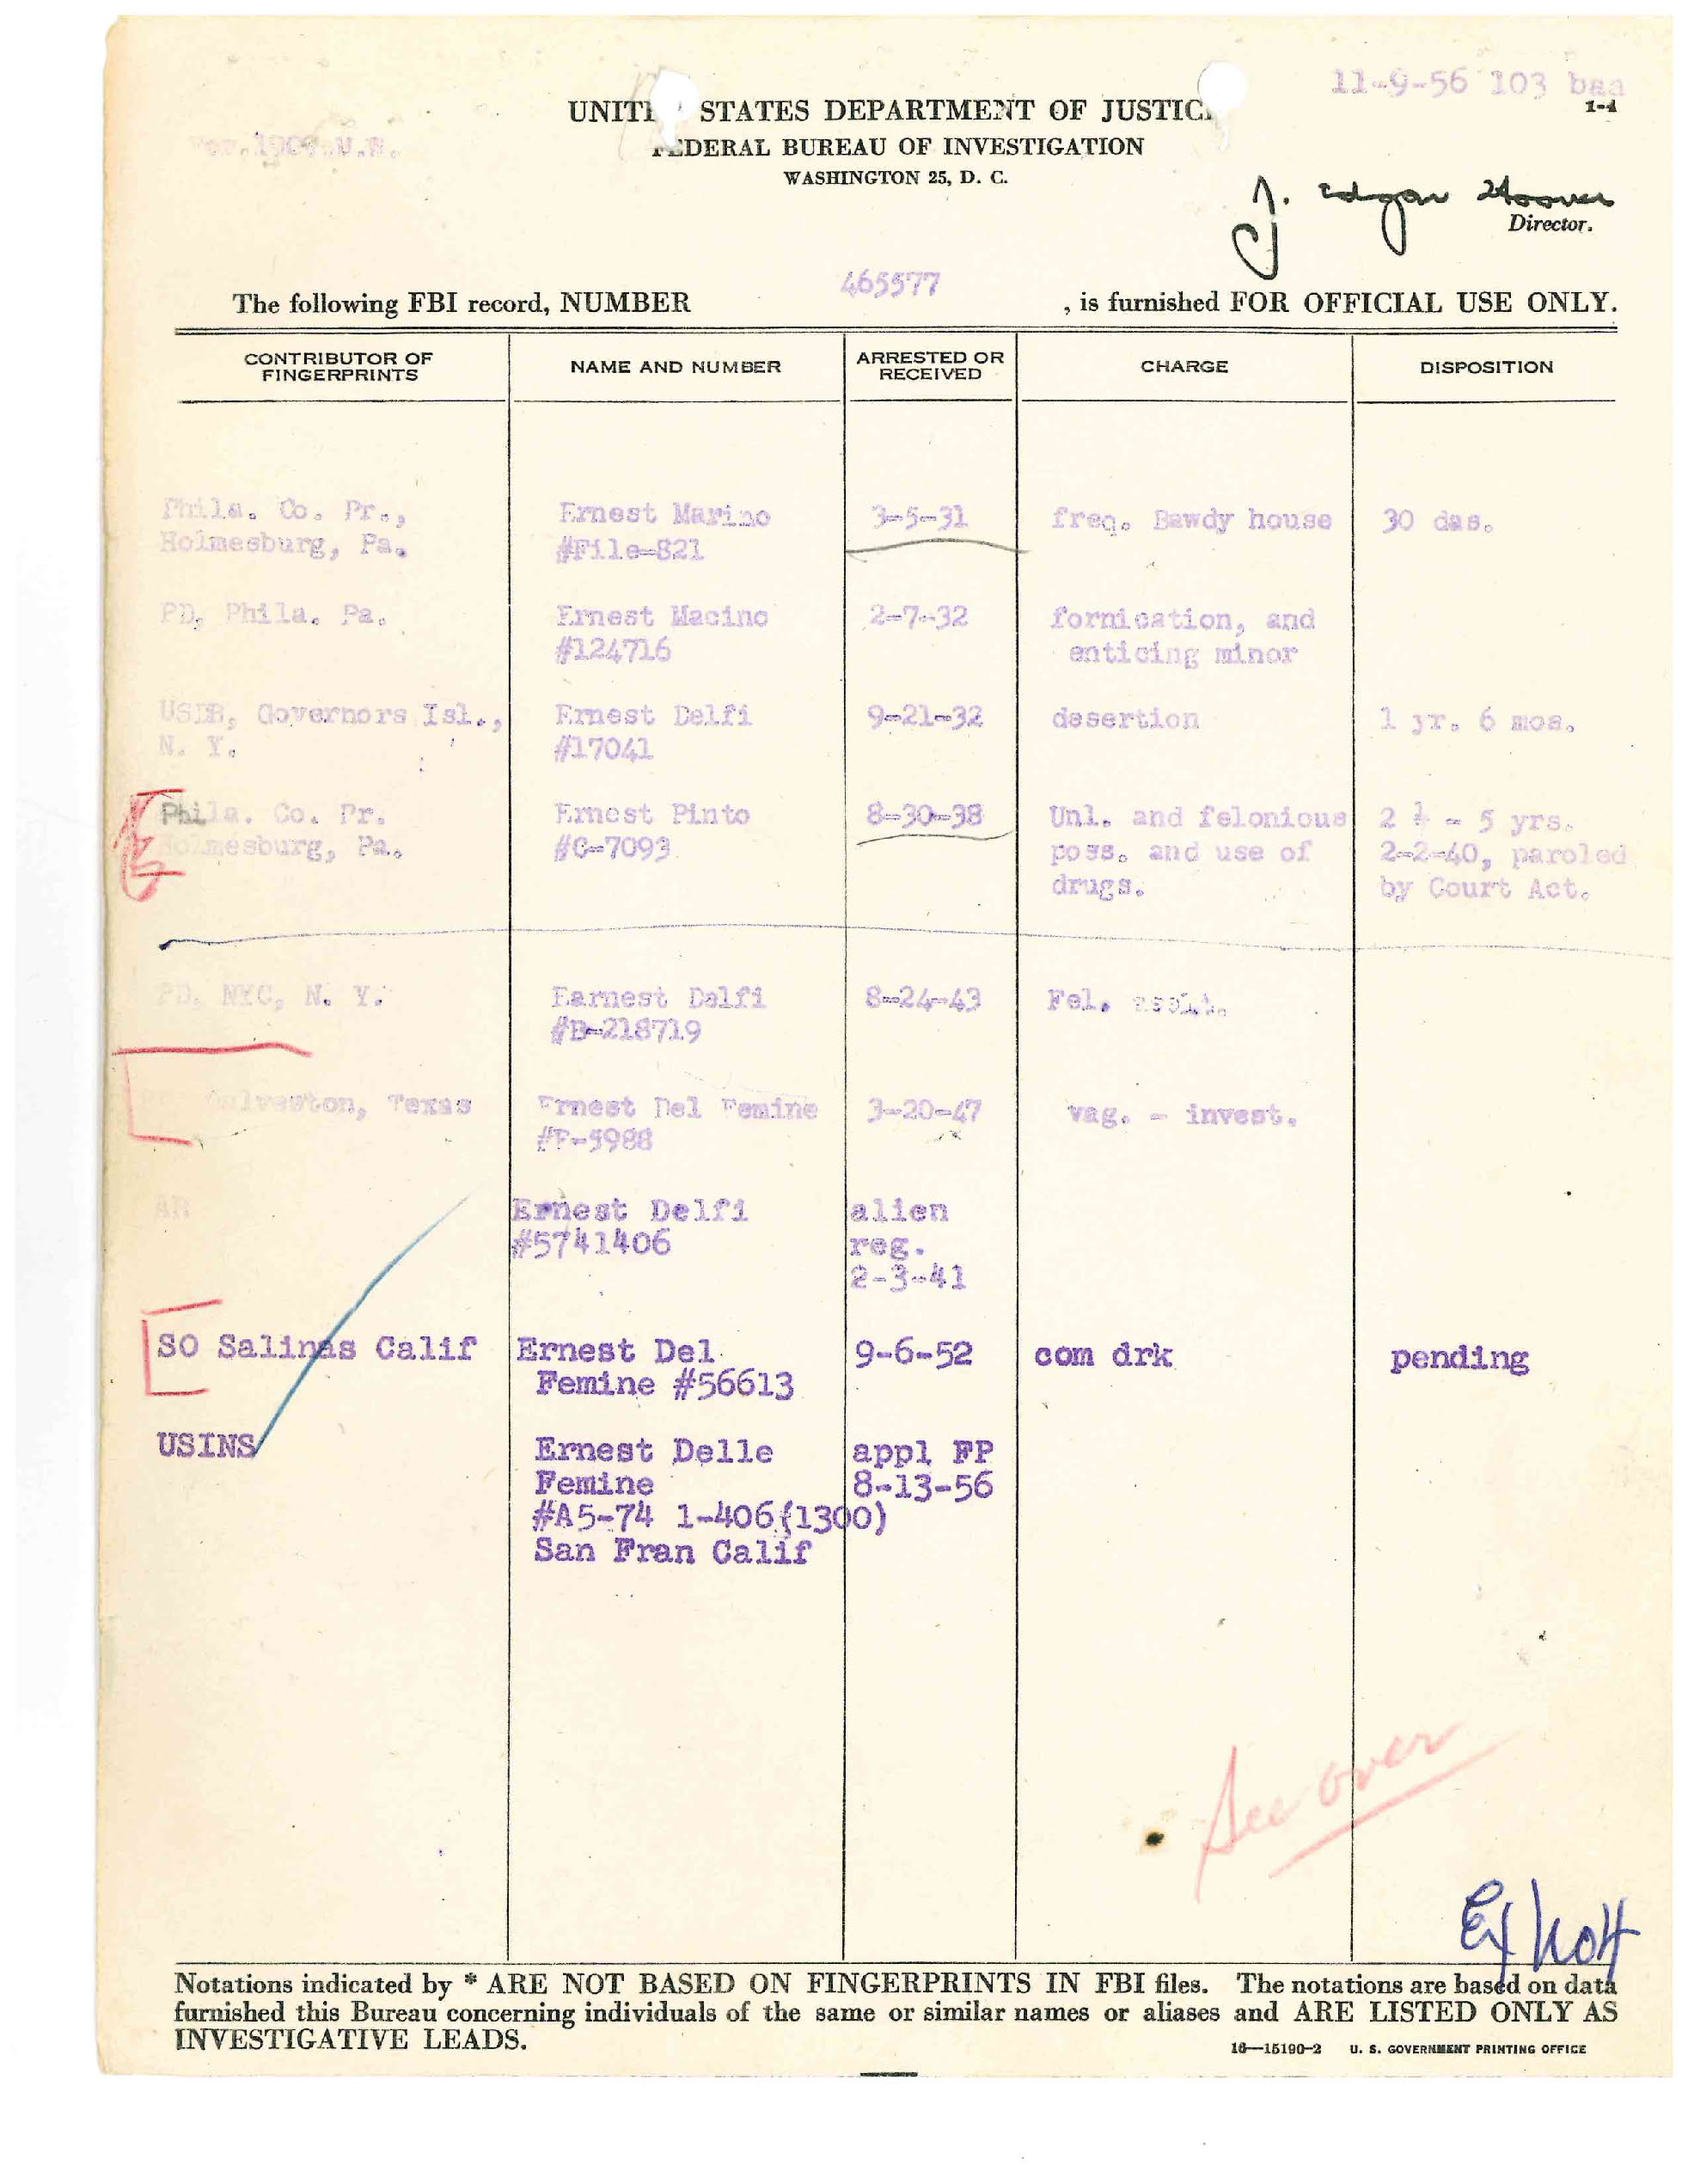 11-9-56 103 baa
1-4
UNIT STATES DEPARTMENT OF JUSTIC
FEDERAL BUREAU OF INVESTIGATION
WASHINGTON 25, D. C.
J. Edgar Hoover
Director.
465577
The following FBI record, NUMBER , is furnished FOR OFFICIAL USE ONLY.
CONTRIBUTOR OF FINGERPRINTS NAME AND NUMBER ARRESTED OR RECEIVED CHARGE DISPOSITION
Phila. Co. Pr., Ernest Marino 3-5-31 freq. Bawdy house 30 das.
Holmesburg, Pa. #File-821
PD, Phila. Pa. Ernest Macino 2-7-32 fornication, and
#124716 enticing minor
USDB, Governors Isl., Ernest Delfi 9-21-32 desertion 1 yr. 6 mos.
N. Y. #17041
Phila. Co. Pr. Ernest Pinto 8-30-38 Unl. and felonious 2 ½ - 5 yrs.
Holmesburg, Pa. #C-7093 poss. and use of 2-2-40, paroled
drugs. by Court Act.
PD. NYC, N. Y. Earnest Dalfi 8-24-43 Fel. asslt.
#B-218719
Galveston, Texas Ernest Del Femine 3-20-47 vag. - invest.
#F-5988
AR Ernest Delfi alien
#5741406 reg.
2-3-41
SO Salinas Calif Ernest Del 9-6-52 com drk pending
Femine #56613
USINS Ernest Delle appl FP
Femine 8-13-56
#A5-74 1-406(1300)
San Fran Calif
See over
Notations indicated by * ARE NOT BASED ON FINGERPRINTS IN FBI files. The notations are based on data
furnished this Bureau concerning individuals of the same or similar names or aliases and ARE LISTED ONLY AS
INVESTIGATIVE LEADS.
16—15190-2 U. S. GOVERNMENT PRINTING OFFICE